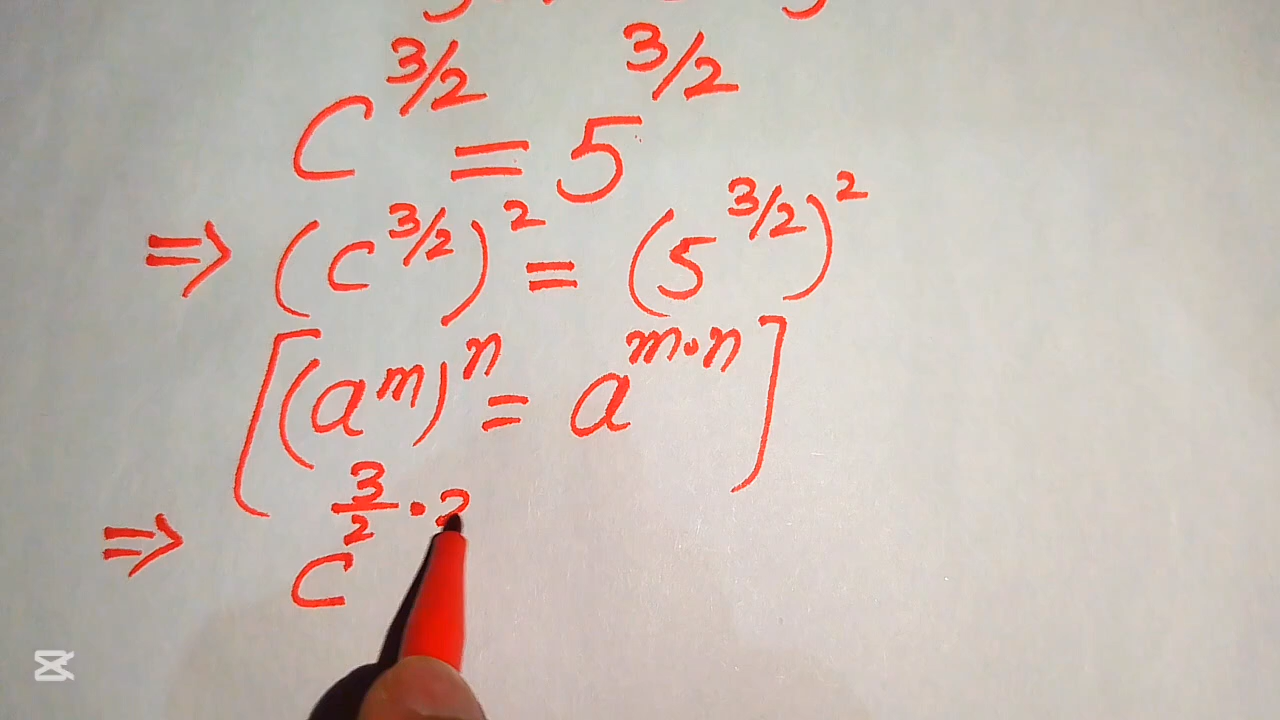 C^3/2 = 5^3/2
=> (c^3/2)^2 = (5^3/2)^2
[(a^m)^n = a^m·n]
=> c^3/2 · 2